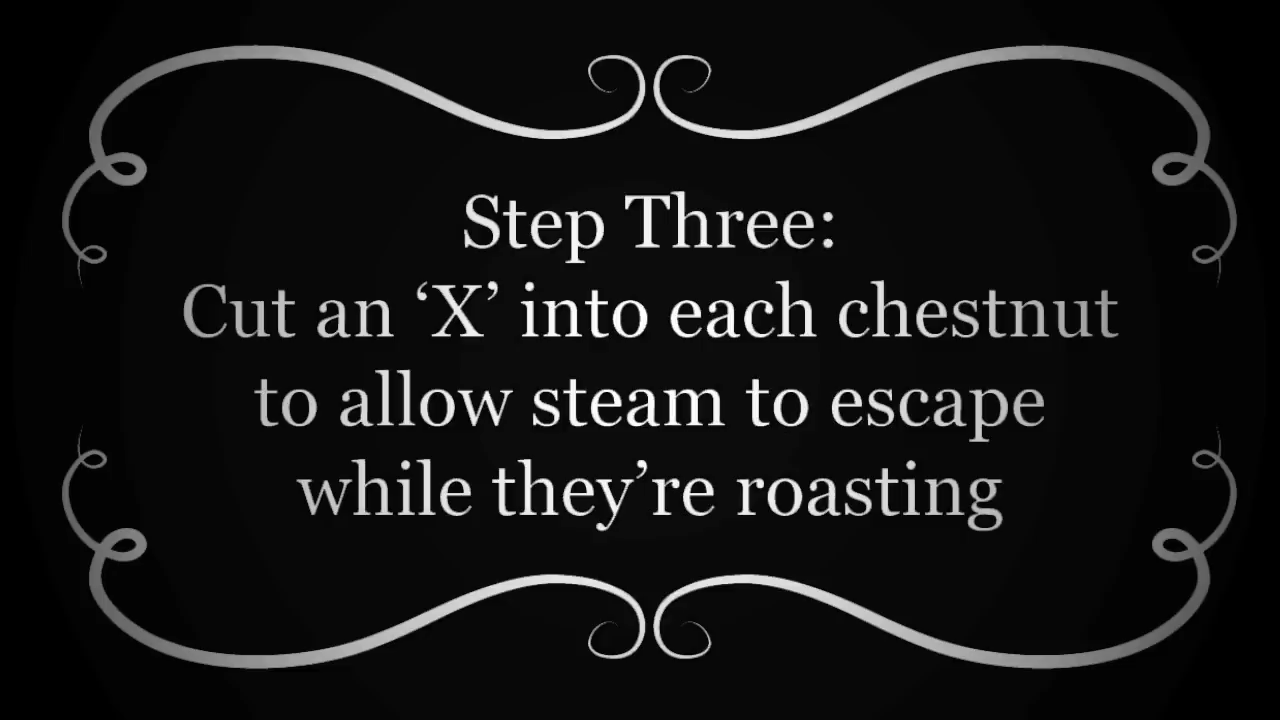 Step Three:
Cut an ‘X’ into each chestnut
to allow steam to escape
while they’re roasting